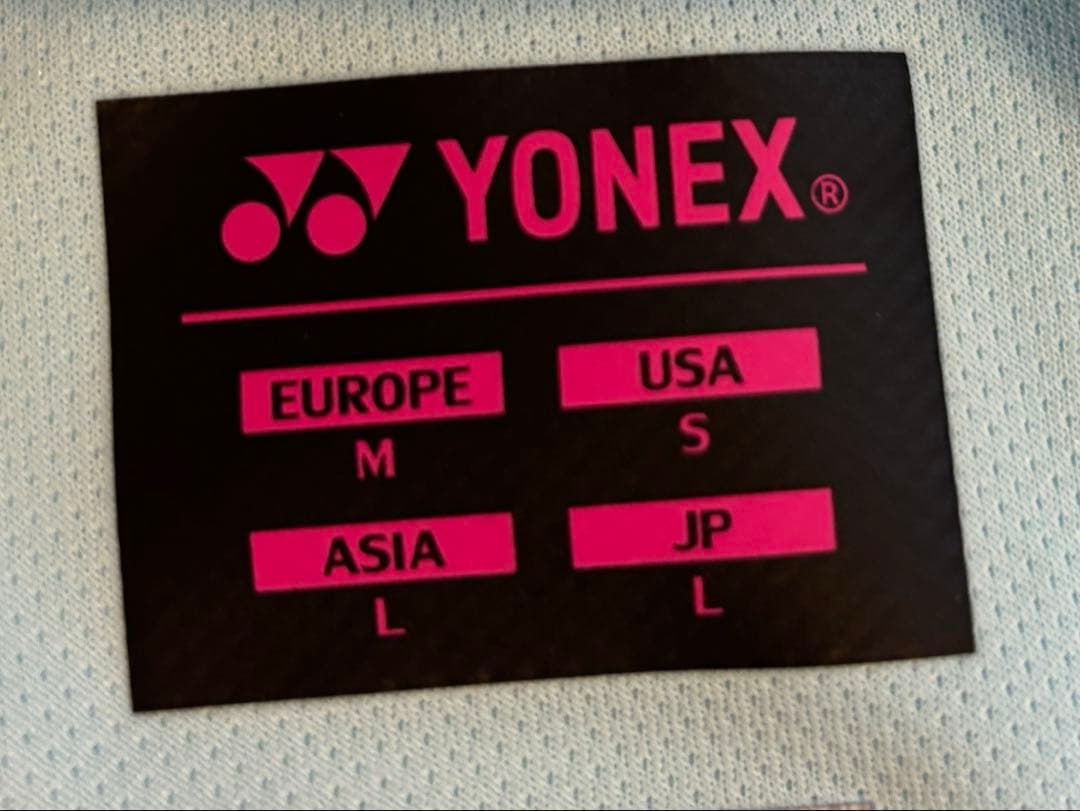 YONEX®
EUROPE USA
M S
ASIA JP
L L